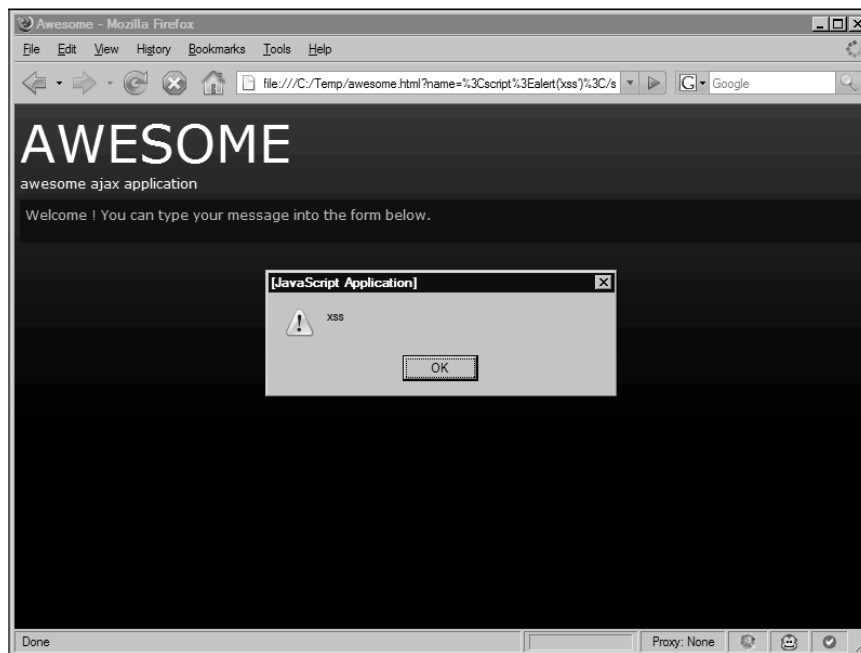 Awesome - Mozilla Firefox
File Edit View History Bookmarks Tools Help
file:///C:/Temp/awesome.html?name=%3Cscript%3Ealert('xss')%3C/s
G Google
AWESOME
awesome ajax application
Welcome ! You can type your message into the form below.
[JavaScript Application]
xss
OK
Done
Proxy: None